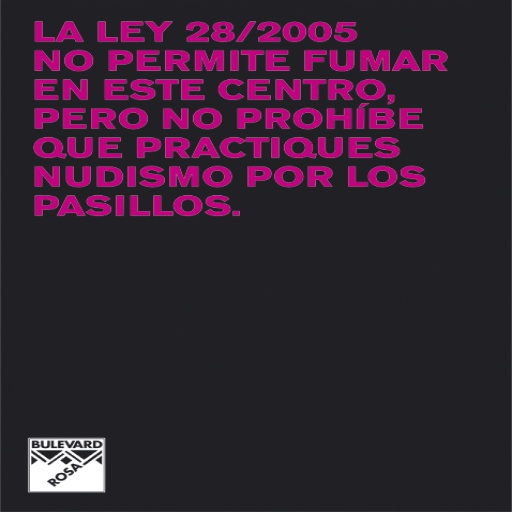 LA LEY 28/2005
NO PERMITE FUMAR
EN ESTE CENTRO,
PERO NO PROHÍBE
QUE PRACTIQUES
NUDISMO POR LOS
PASILLOS.
BULEVARD
ROSA